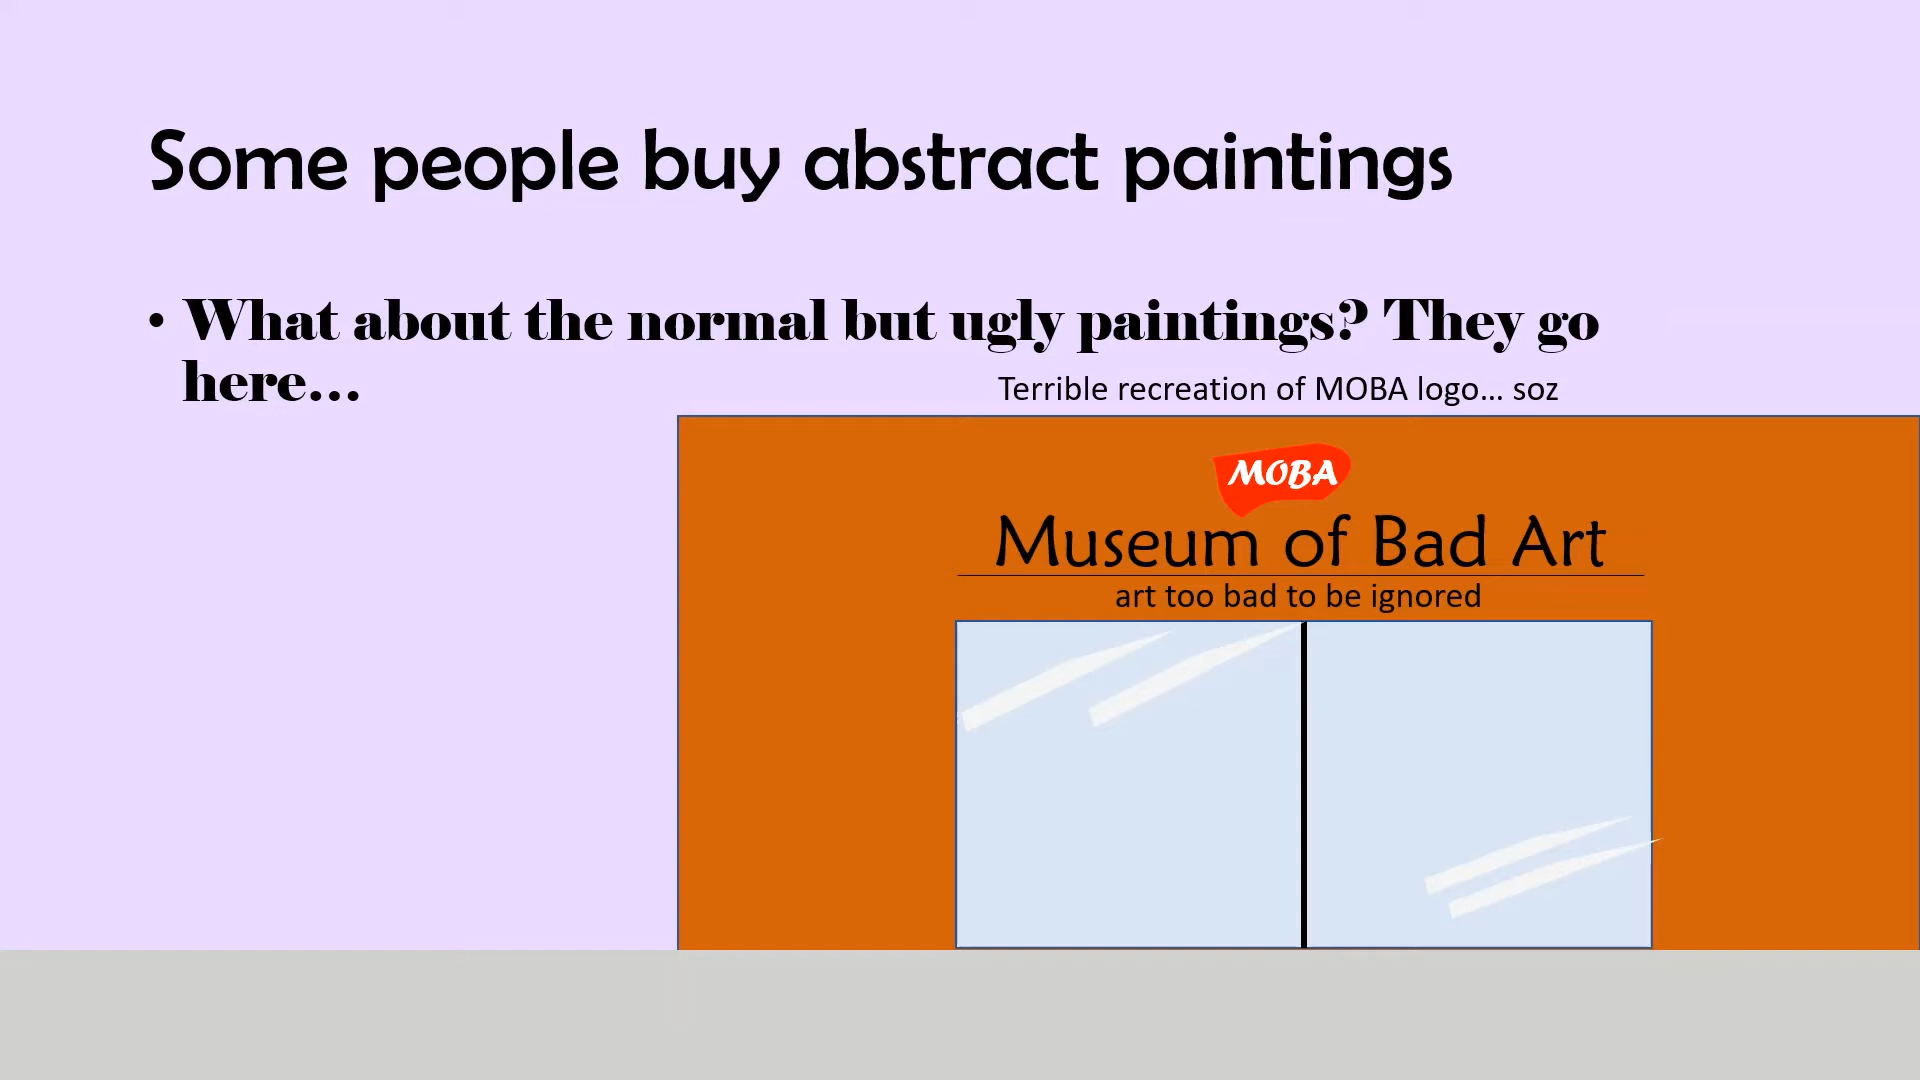 Some people buy abstract paintings
• What about the normal but ugly paintings? They go
here...
Terrible recreation of MOBA logo... soz
MOBA
Museum of Bad Art
art too bad to be ignored